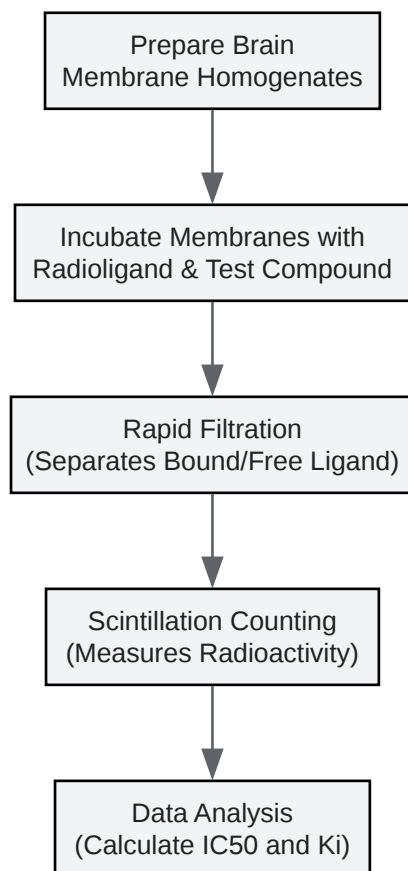 Prepare Brain
Membrane Homogenates
Incubate Membranes with
Radioligand & Test Compound
Rapid Filtration
(Separates Bound/Free Ligand)
Scintillation Counting
(Measures Radioactivity)
Data Analysis
(Calculate IC50 and Ki)